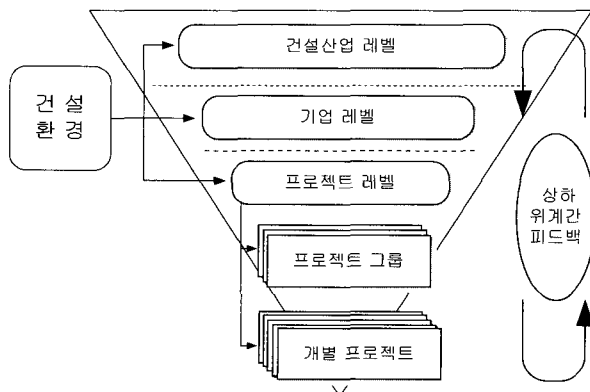 건설산업 레벨
건 설
환 경
기업 레벨
프로젝트 레벨
상하
위계간
피드백
프로젝트 그룹
개별 프로젝트